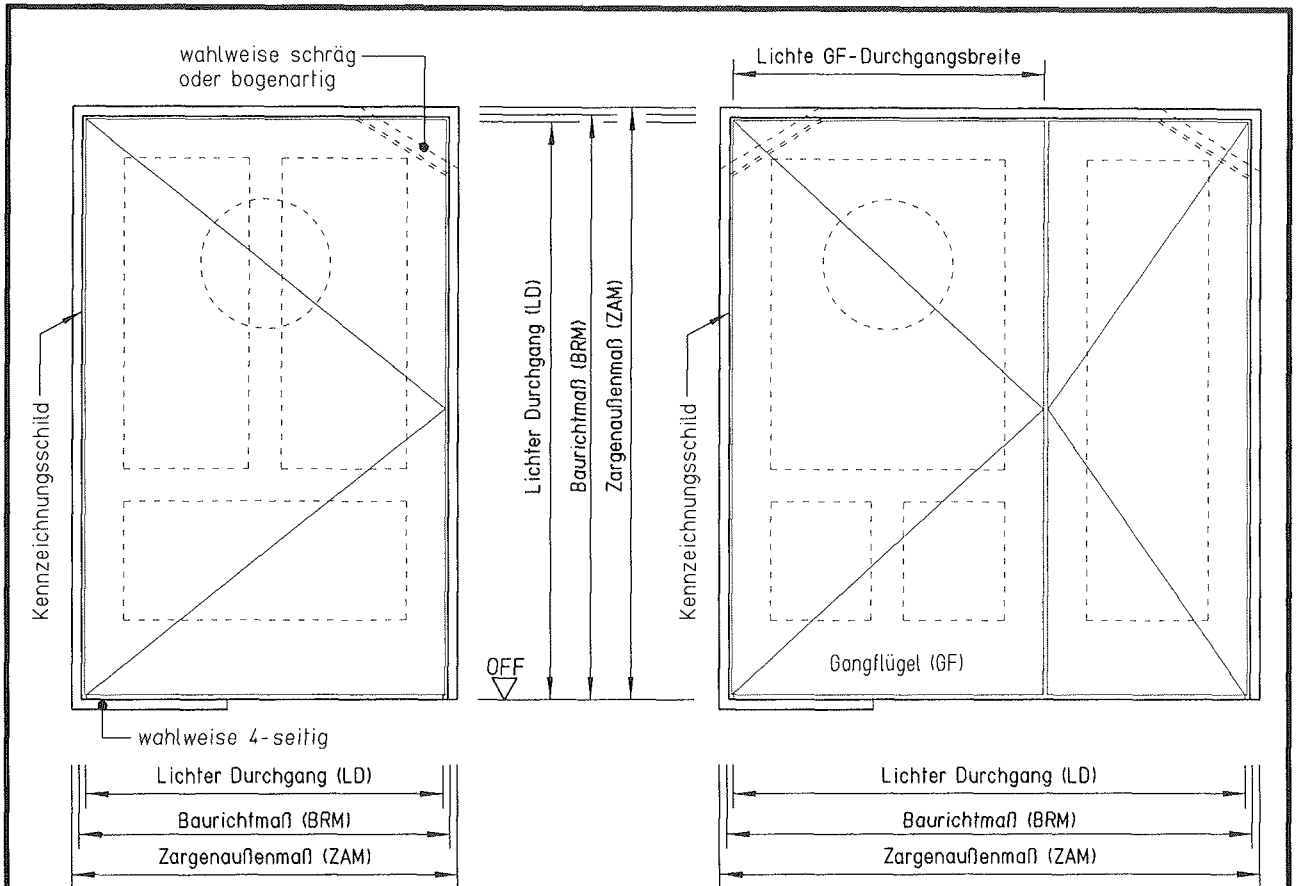 wahlweise schräg
oder bogenartig
Lichte GF-Durchgangsbreite
Kennzeichnungsschild
Lichter Durchgang (LD)
Baurichtmaß (BRM)
Zargenaußenmaß (ZAM)
Kennzeichnungsschild
OFF
Gangflügel (GF)
wahlweise 4-seitig
Lichter Durchgang (LD)
Baurichtmaß (BRM)
Zargenaußenmaß (ZAM)
Lichter Durchgang (LD)
Baurichtmaß (BRM)
Zargenaußenmaß (ZAM)